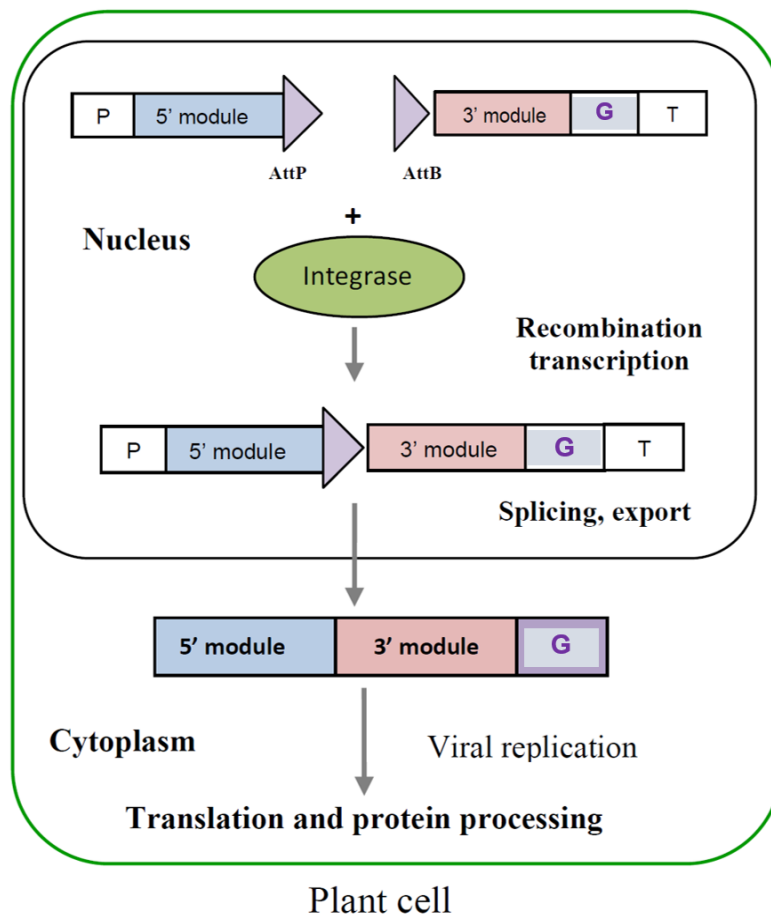 P 5' module 3' module G T
AttP AttB
+
Nucleus
Integrase
Recombination
transcription
P 5' module 3' module G T
Splicing, export
5' module 3' module G
Cytoplasm Viral replication
Translation and protein processing
Plant cell